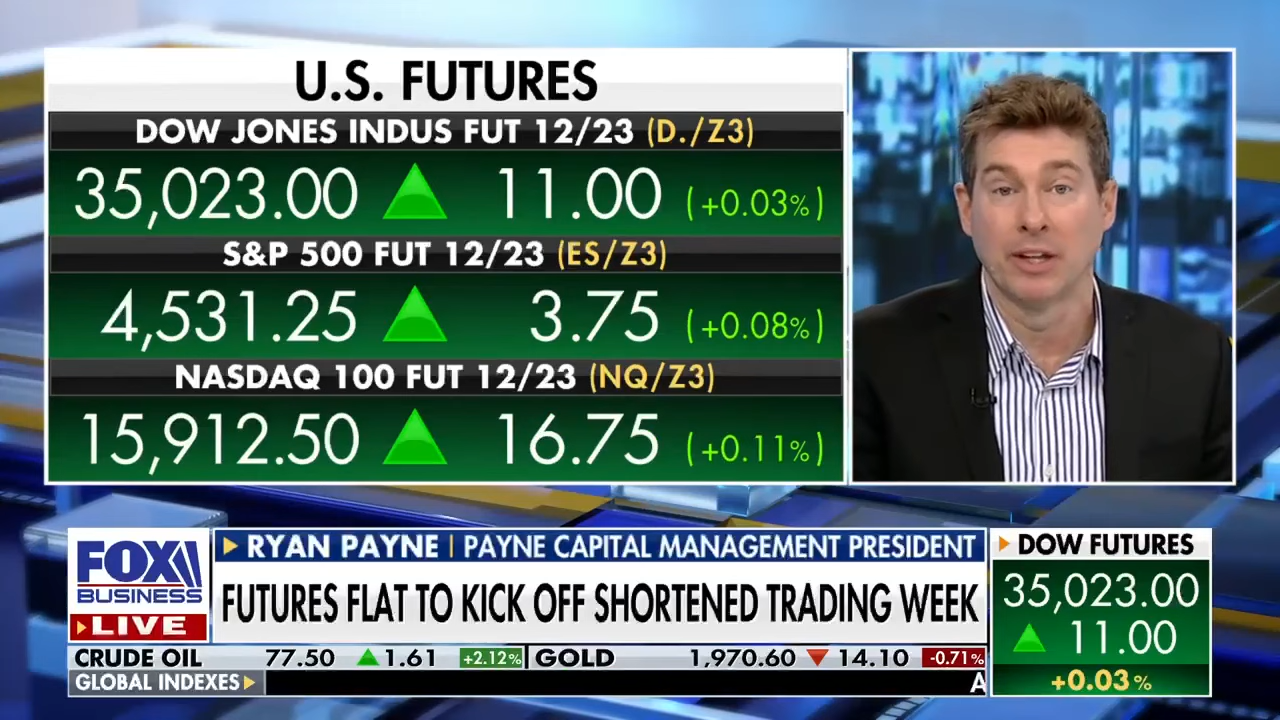 U.S. FUTURES
DOW JONES INDUS FUT 12/23 (D./Z3)
35,023.00 ▲ 11.00 (+0.03%)
S&P 500 FUT 12/23 (ES/Z3)
4,531.25 ▲ 3.75 (+0.08%)
NASDAQ 100 FUT 12/23 (NQ/Z3)
15,912.50 ▲ 16.75 (+0.11%)
FOX
BUSINESS
LIVE
RYAN PAYNE | PAYNE CAPITAL MANAGEMENT PRESIDENT
FUTURES FLAT TO KICK OFF SHORTENED TRADING WEEK
DOW FUTURES
35,023.00
▲ 11.00
+0.03%
CRUDE OIL 77.50 ▲ 1.61 +2.12% GOLD 1,970.60 ▼ 14.10 -0.71%
GLOBAL INDEXES A